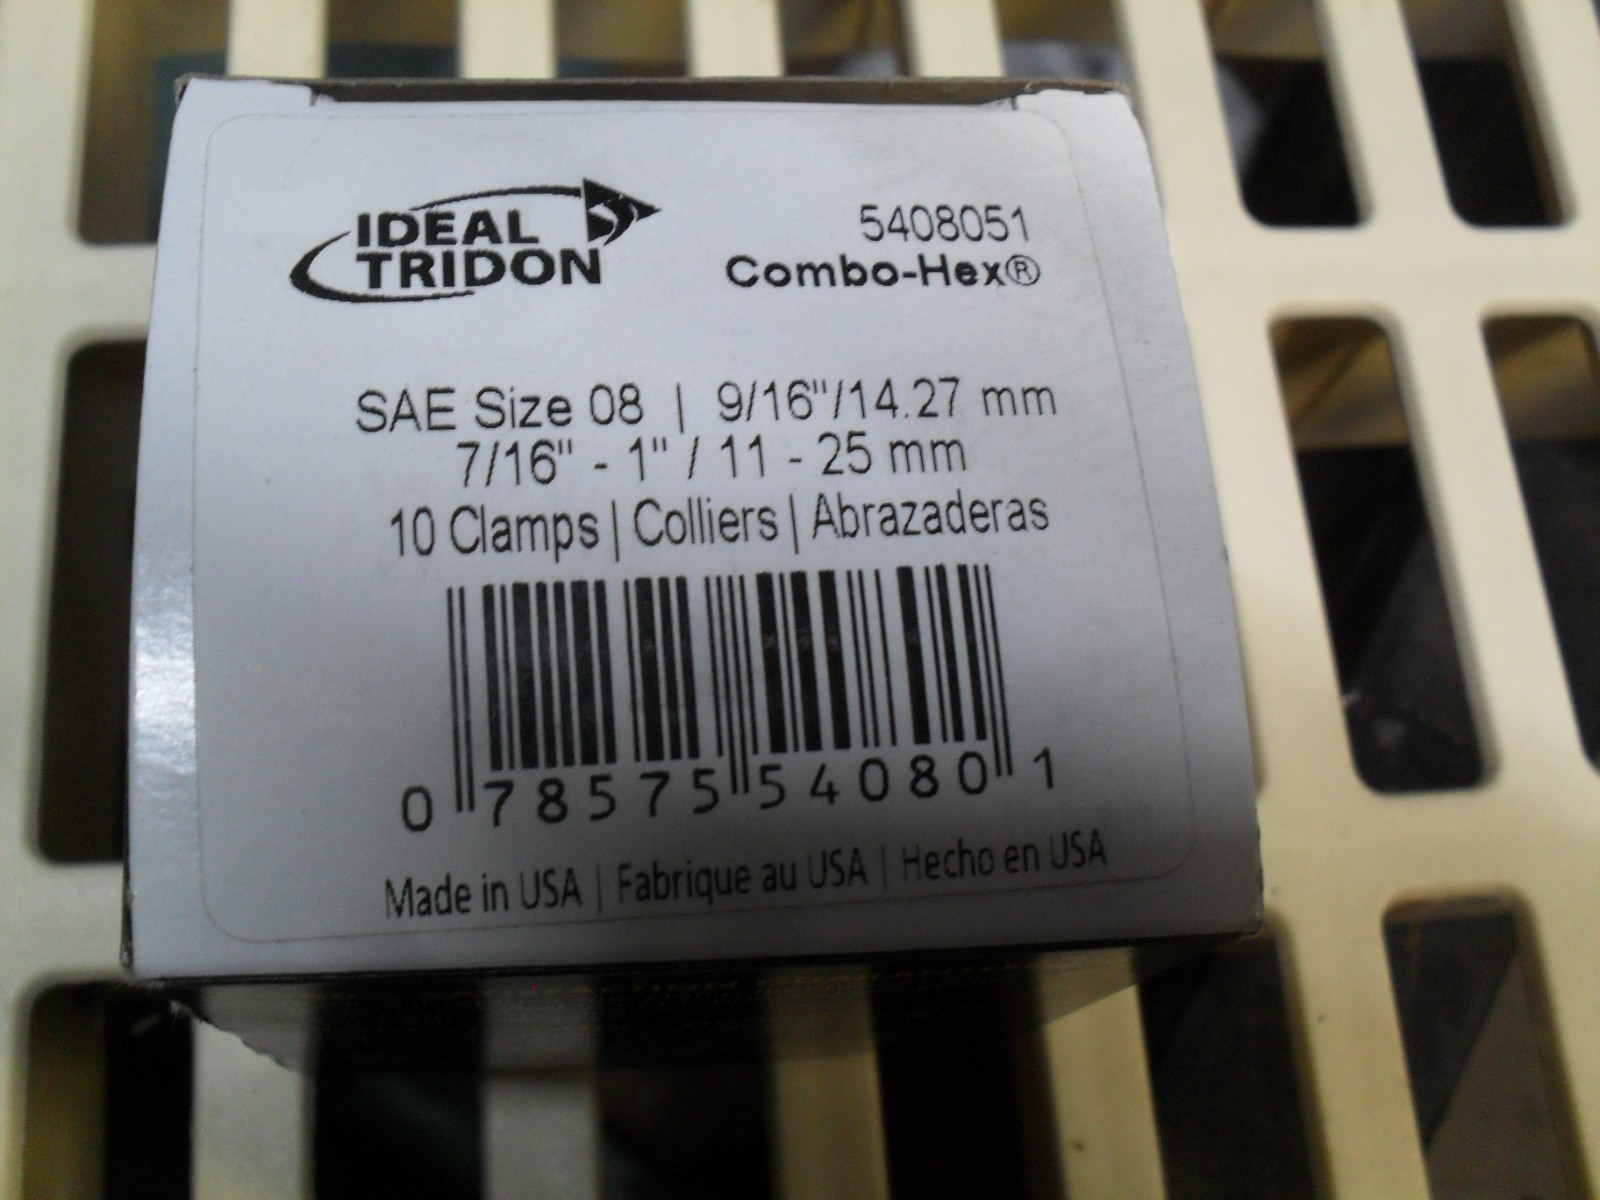 IDEAL
TRIDON
5408051
Combo-Hex®
SAE Size 08 | 9/16"/14.27 mm
7/16" - 1" / 11 - 25 mm
10 Clamps | Colliers | Abrazaderas
0 78575 54080 1
Made in USA | Fabrique au USA | Hecho en USA